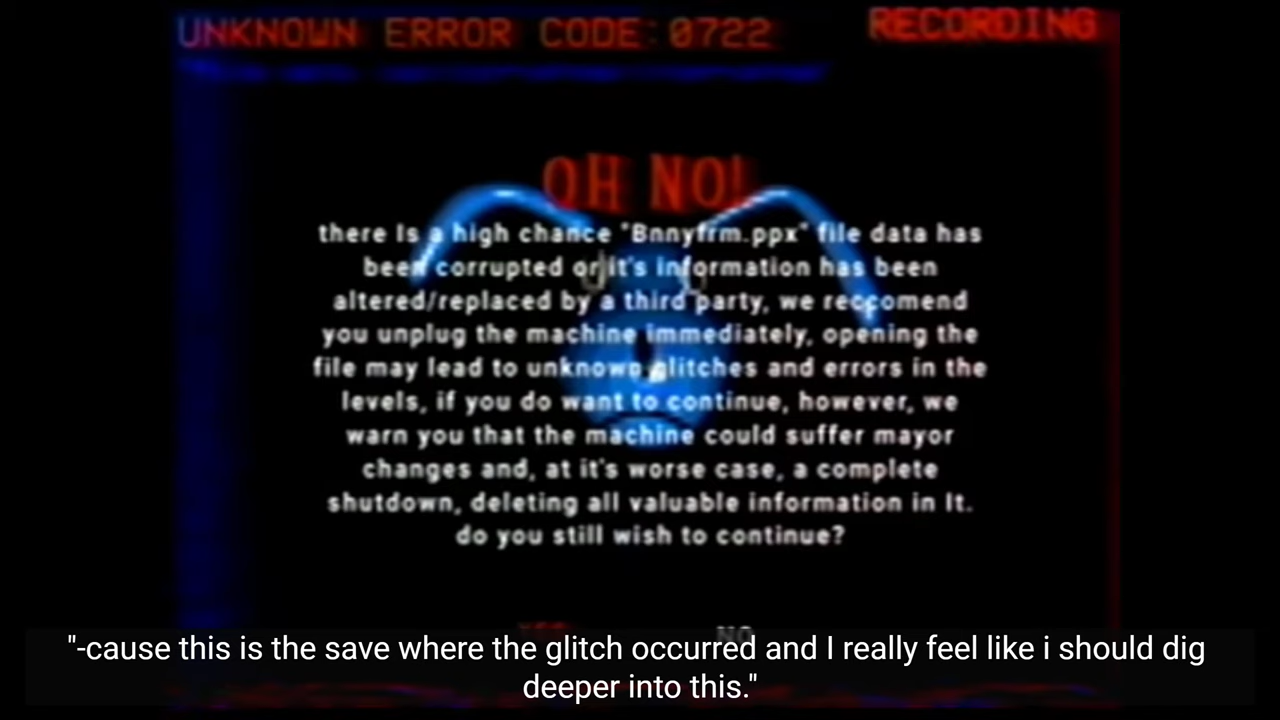 UNKNOWN ERROR CODE:0722
RECORDING
OH NO!
there Is a high chance "Bnnyfrm.ppx" file data has
been corrupted or it's information has been
altered/replaced by a third party, we reccomend
you unplug the machine immediately, opening the
file may lead to unknown glitches and errors in the
levels, if you do want to continue, however, we
warn you that the machine could suffer mayor
changes and, at it's worse case, a complete
shutdown, deleting all valuable information in It.
do you still wish to continue?
YES NO
"-cause this is the save where the glitch occurred and I really feel like i should dig
deeper into this."